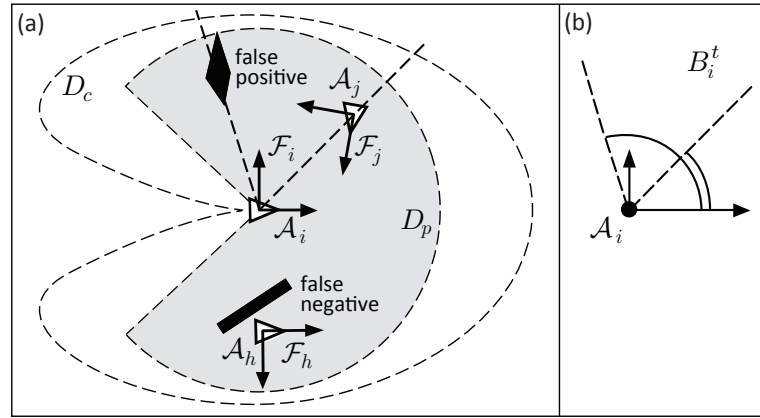 (a)
false
positive
D_c
𝒜_j
ℱ_i
ℱ_j
𝒜_i
D_p
false
negative
𝒜_h
ℱ_h
(b)
B_i^t
𝒜_i